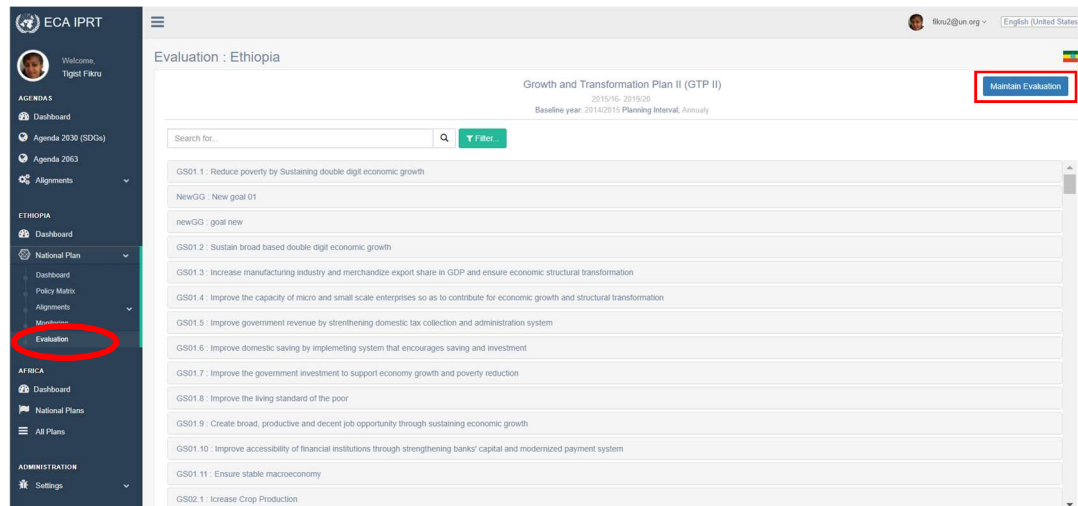 ECA IPRT
fikru2@un.org
English (United States
Welcome,
Tigist Fikru
AGENDAS
Dashboard
Agenda 2030 (SDGs)
Agenda 2063
Alignments
ETHIOPIA
Dashboard
National Plan
Dashboard
Policy Matrix
Alignments
Monitoring
Evaluation
AFRICA
Dashboard
National Plans
All Plans
ADMINISTRATION
Settings
Evaluation : Ethiopia
Growth and Transformation Plan II (GTP II)
2015/16- 2019/20
Baseline year: 2014/2015 Planning Interval; Annualy
Maintain Evaluation
Search for...
Filter...
GS01.1 : Reduce poverty by Sustaining double digit economic growth
NewGG : New goal 01
newGG : goal new
GS01.2 : Sustain broad based double digit economic growth
GS01.3 : Increase manufacturing industry and merchandize export share in GDP and ensure economic structural transformation
GS01.4 : Improve the capacity of micro and small scale enterprises so as to contribute for economic growth and structural transformation
GS01.5 : Improve government revenue by strenthening domestic tax collection and administration system
GS01.6 : Improve domestic saving by implemeting system that encourages saving and investment
GS01.7 : Improve the government investment to support economy growth and poverty reduction
GS01.8 : Improve the living standard of the poor
GS01.9 : Create broad, productive and decent job opportunity through sustaining economic growth
GS01.10 : Improve accessibility of financial institutions through strengthening banks' capital and modernized payment system
GS01.11 : Ensure stable macroeconomy
GS02.1 : Icrease Crop Production